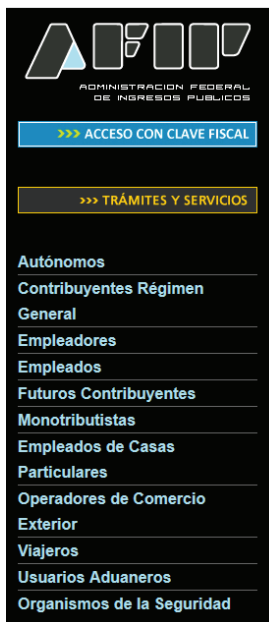 AFIP
ADMINISTRACION FEDERAL
DE INGRESOS PUBLICOS
>>> ACCESO CON CLAVE FISCAL
>>> TRÁMITES Y SERVICIOS
Autónomos
Contribuyentes Régimen
General
Empleadores
Empleados
Futuros Contribuyentes
Monotributistas
Empleados de Casas
Particulares
Operadores de Comercio
Exterior
Viajeros
Usuarios Aduaneros
Organismos de la Seguridad